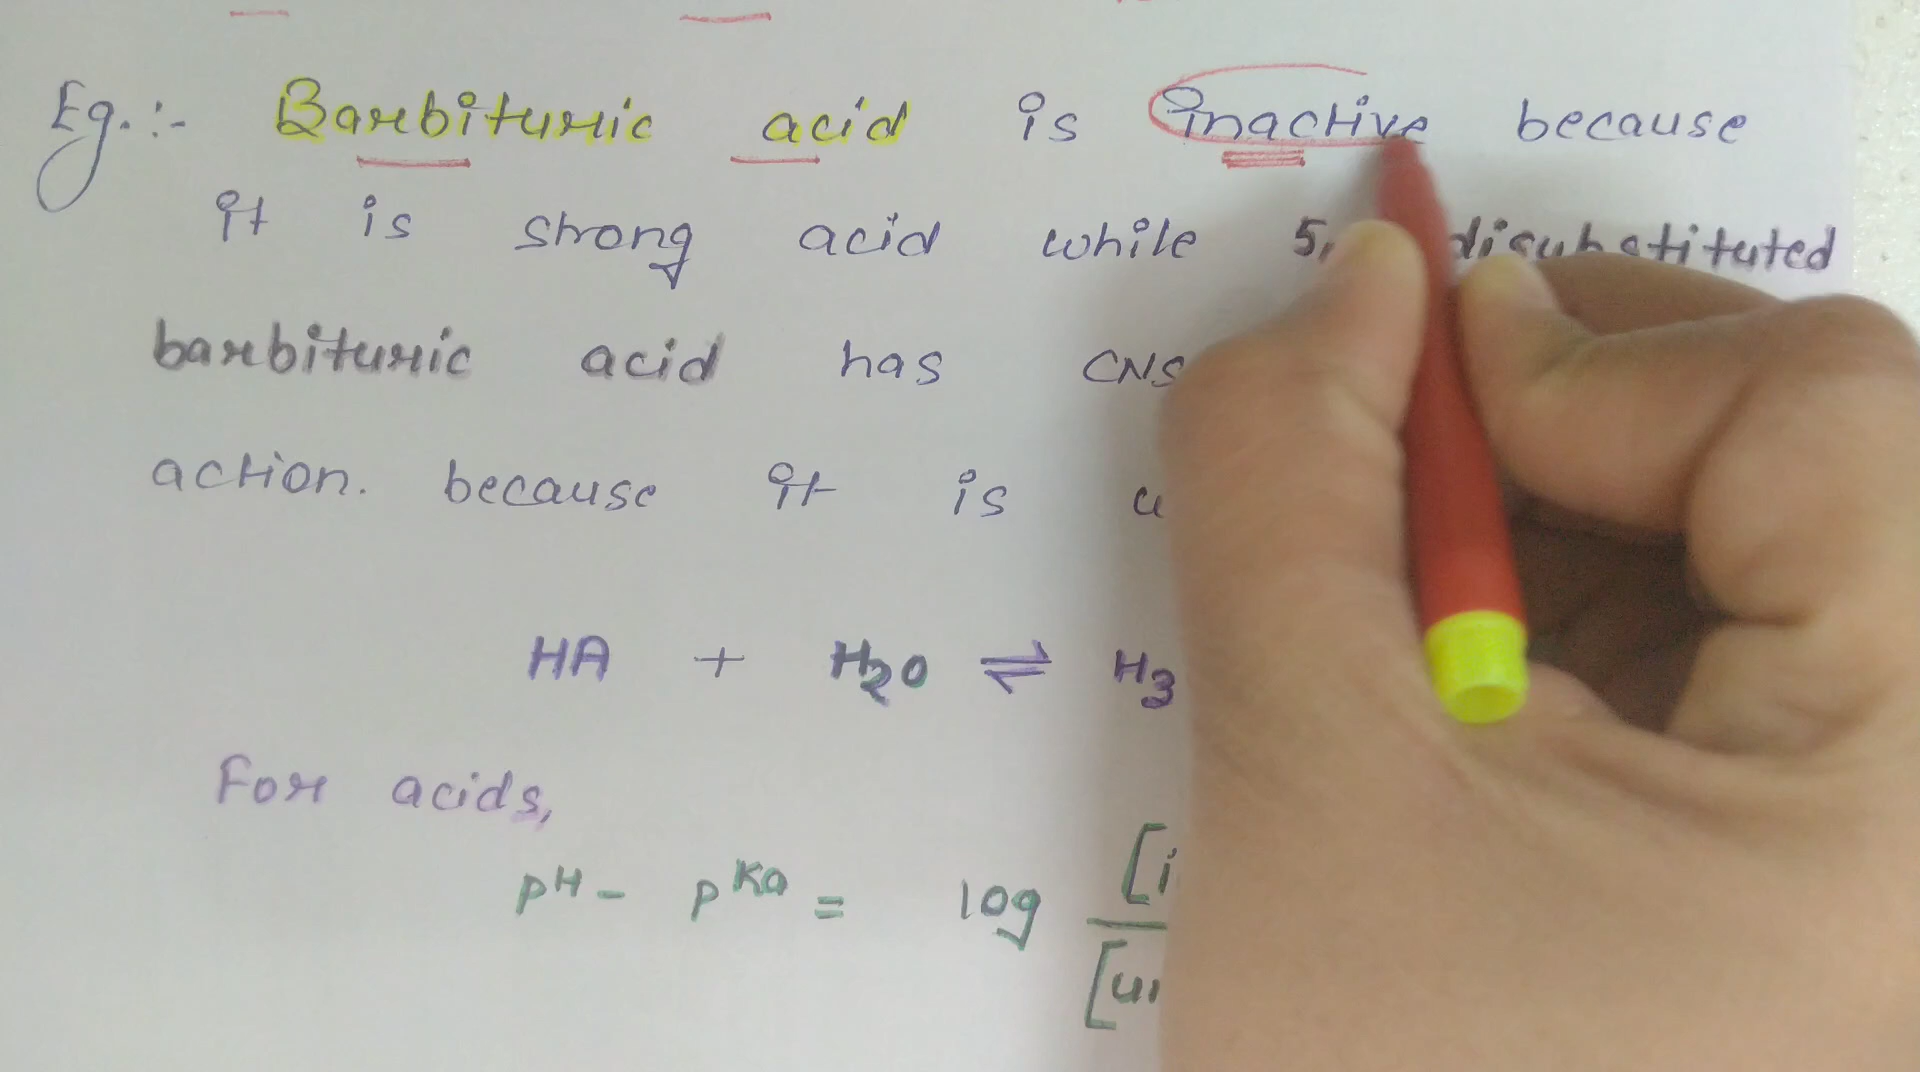 Eg.:- Barbituric acid is inactive because
it is strong acid while 5, disubstituted
barbituric acid has CNS
action. because it is
HA + H₂O ⇌ H₃
For acids,
pH - pKa = log